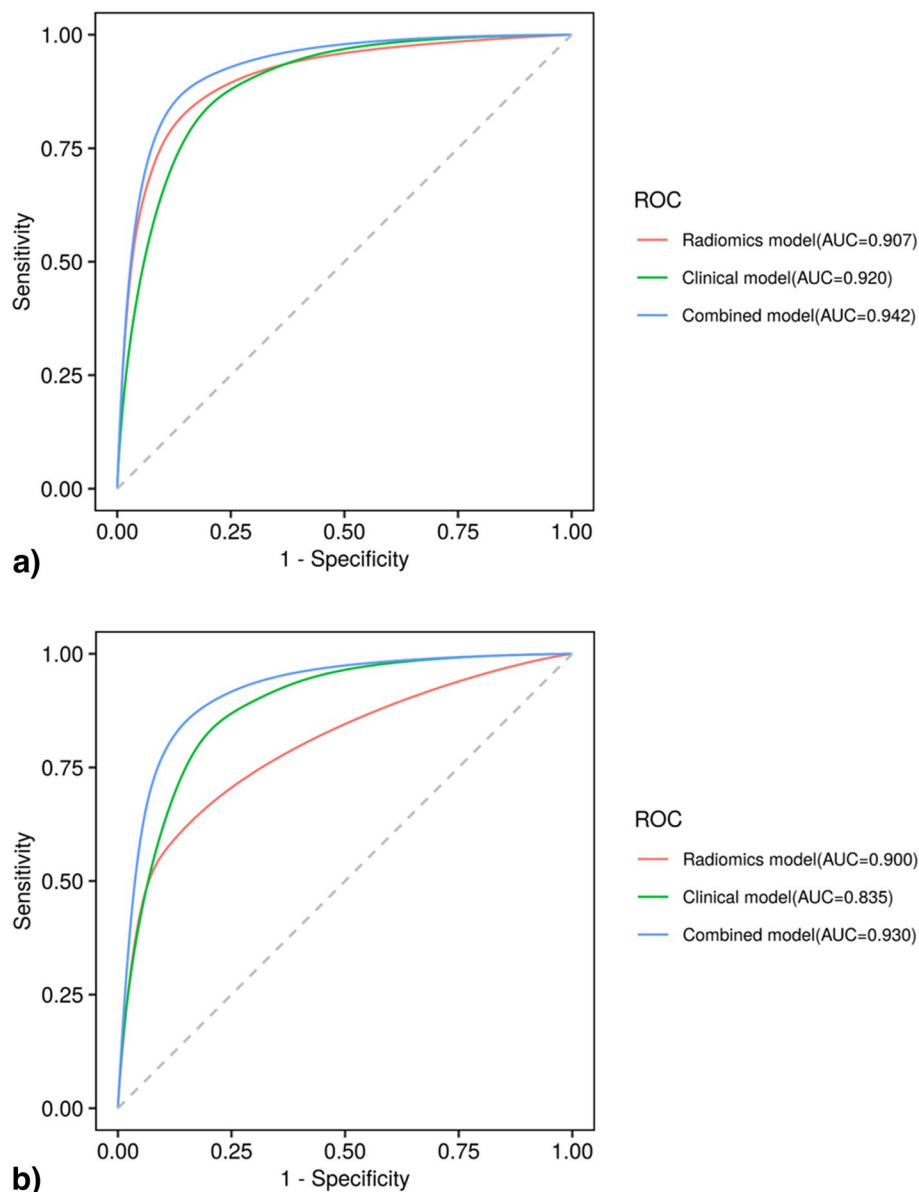 1.00
0.75
0.50
0.25
0.00
Sensitivity
0.00 0.25 0.50 0.75 1.00
1 - Specificity
ROC
Radiomics model(AUC=0.907)
Clinical model(AUC=0.920)
Combined model(AUC=0.942)
a)
1.00
0.75
0.50
0.25
0.00
Sensitivity
0.00 0.25 0.50 0.75 1.00
1 - Specificity
ROC
Radiomics model(AUC=0.900)
Clinical model(AUC=0.835)
Combined model(AUC=0.930)
b)